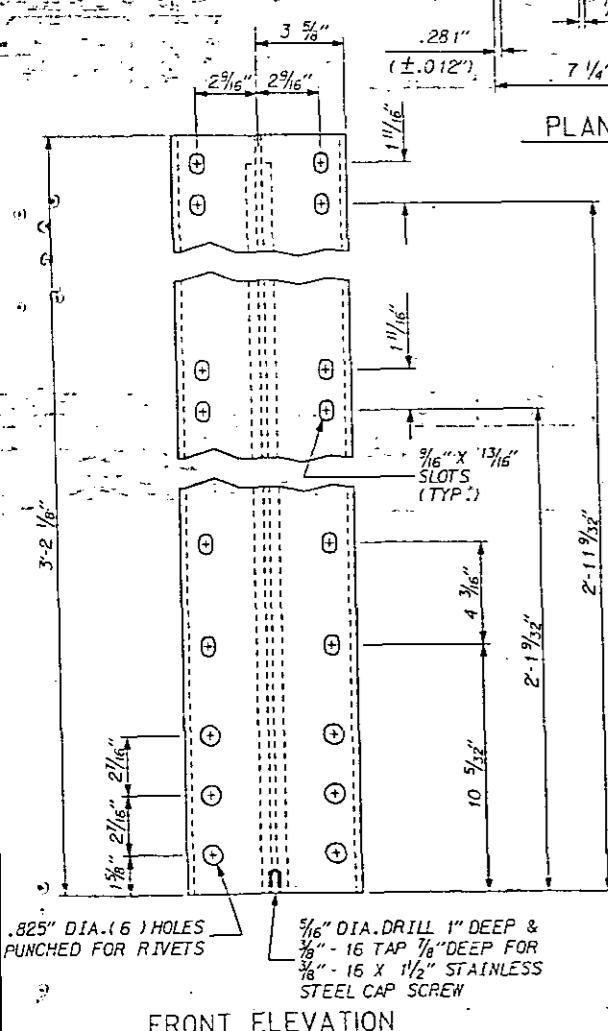 3 5/8"
.281"
(±.012")
7 1/4"
2 9/16" 2 9/16"
PLAN
1 11/16"
1 11/16"
9/16" X 13/16"
SLOTS
(TYP.)
3'-2 1/8"
2'-11 9/32"
2'-1 9/32"
4 3/16"
10 5/32"
2 7/16"
2 7/16"
1 5/8"
.825" DIA.(6) HOLES
PUNCHED FOR RIVETS
5/16" DIA. DRILL 1" DEEP &
3/8" - 16 TAP 7/8" DEEP FOR
3/8" - 16 X 1 1/2" STAINLESS
STEEL CAP SCREW
FRONT ELEVATION